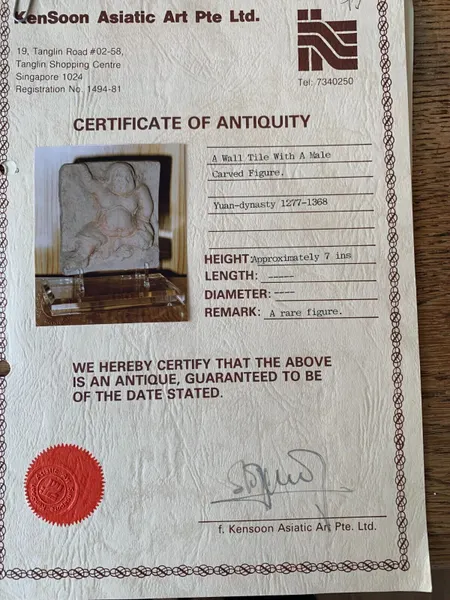 KenSoon Asiatic Art Pte Ltd.
19, Tanglin Road #02-58,
Tanglin Shopping Centre
Singapore 1024
Registration No. 1494-81
Tel: 7340250
CERTIFICATE OF ANTIQUITY
A Wall Tile With A Male
Carved Figure.
Yuan-dynasty 1277-1368
HEIGHT: Approximately 7 ins
LENGTH: -----
DIAMETER: ----
REMARK: A rare figure.
WE HEREBY CERTIFY THAT THE ABOVE
IS AN ANTIQUE, GUARANTEED TO BE
OF THE DATE STATED.
f. Kensoon Asiatic Art Pte. Ltd.